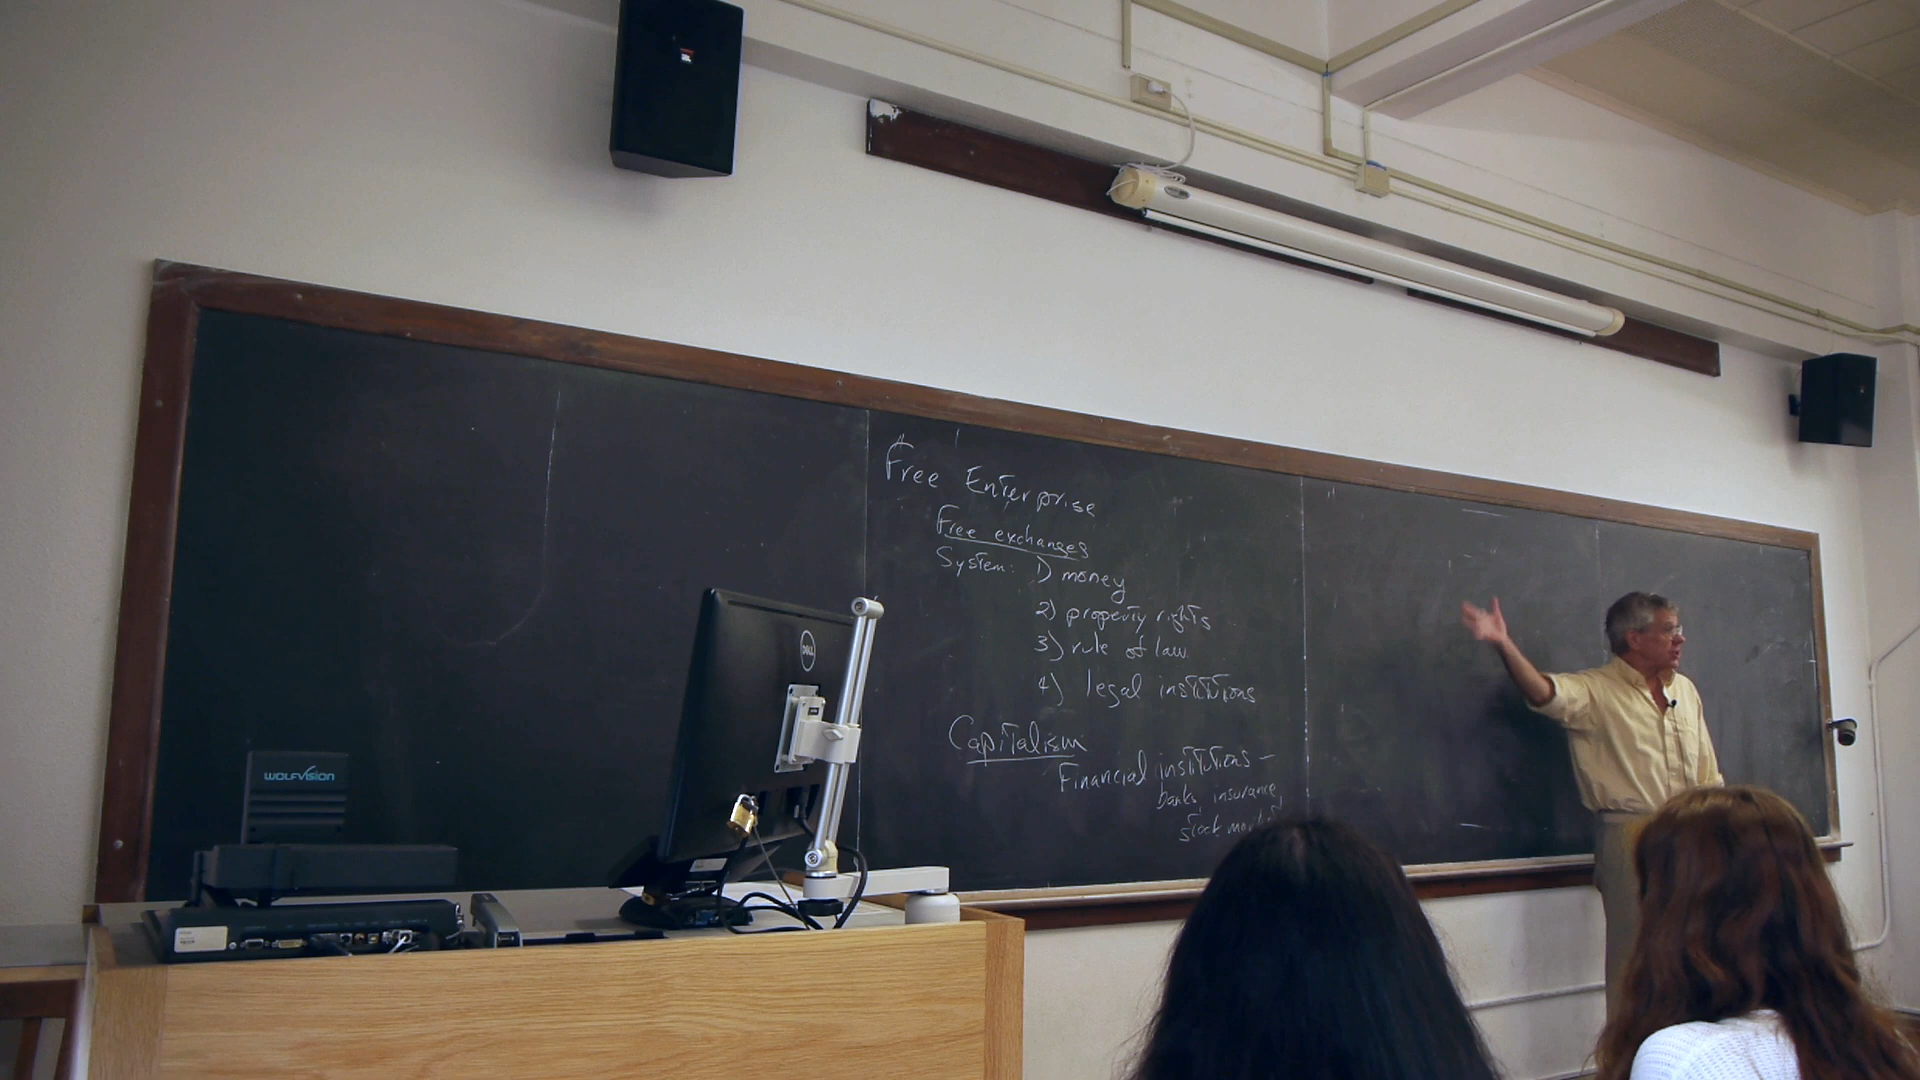 Free Enterprise
Free exchanges
System: 1) money
2) property rights
3) rule of law
4) legal institutions
Capitalism
Financial institutions –
banks, insurance
stock
DELL
WOLFVISION